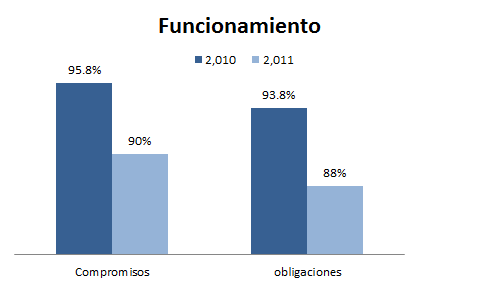 Funcionamiento
2,010 2,011
95.8%
93.8%
90%
88%
Compromisos obligaciones